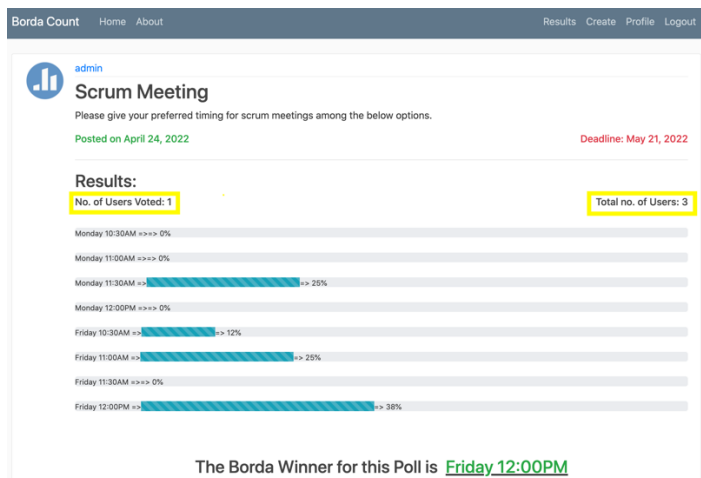 Borda Count Home About Results Create Profile Logout
admin
Scrum Meeting
Please give your preferred timing for scrum meetings among the below options.
Posted on April 24, 2022 Deadline: May 21, 2022
Results:
No. of Users Voted: 1 Total no. of Users: 3
Monday 10:30AM =>=> 0%
Monday 11:00AM =>=> 0%
Monday 11:30AM => => 25%
Monday 12:00PM =>=> 0%
Friday 10:30AM => => 12%
Friday 11:00AM => => 25%
Friday 11:30AM =>=> 0%
Friday 12:00PM => => 38%
The Borda Winner for this Poll is Friday 12:00PM